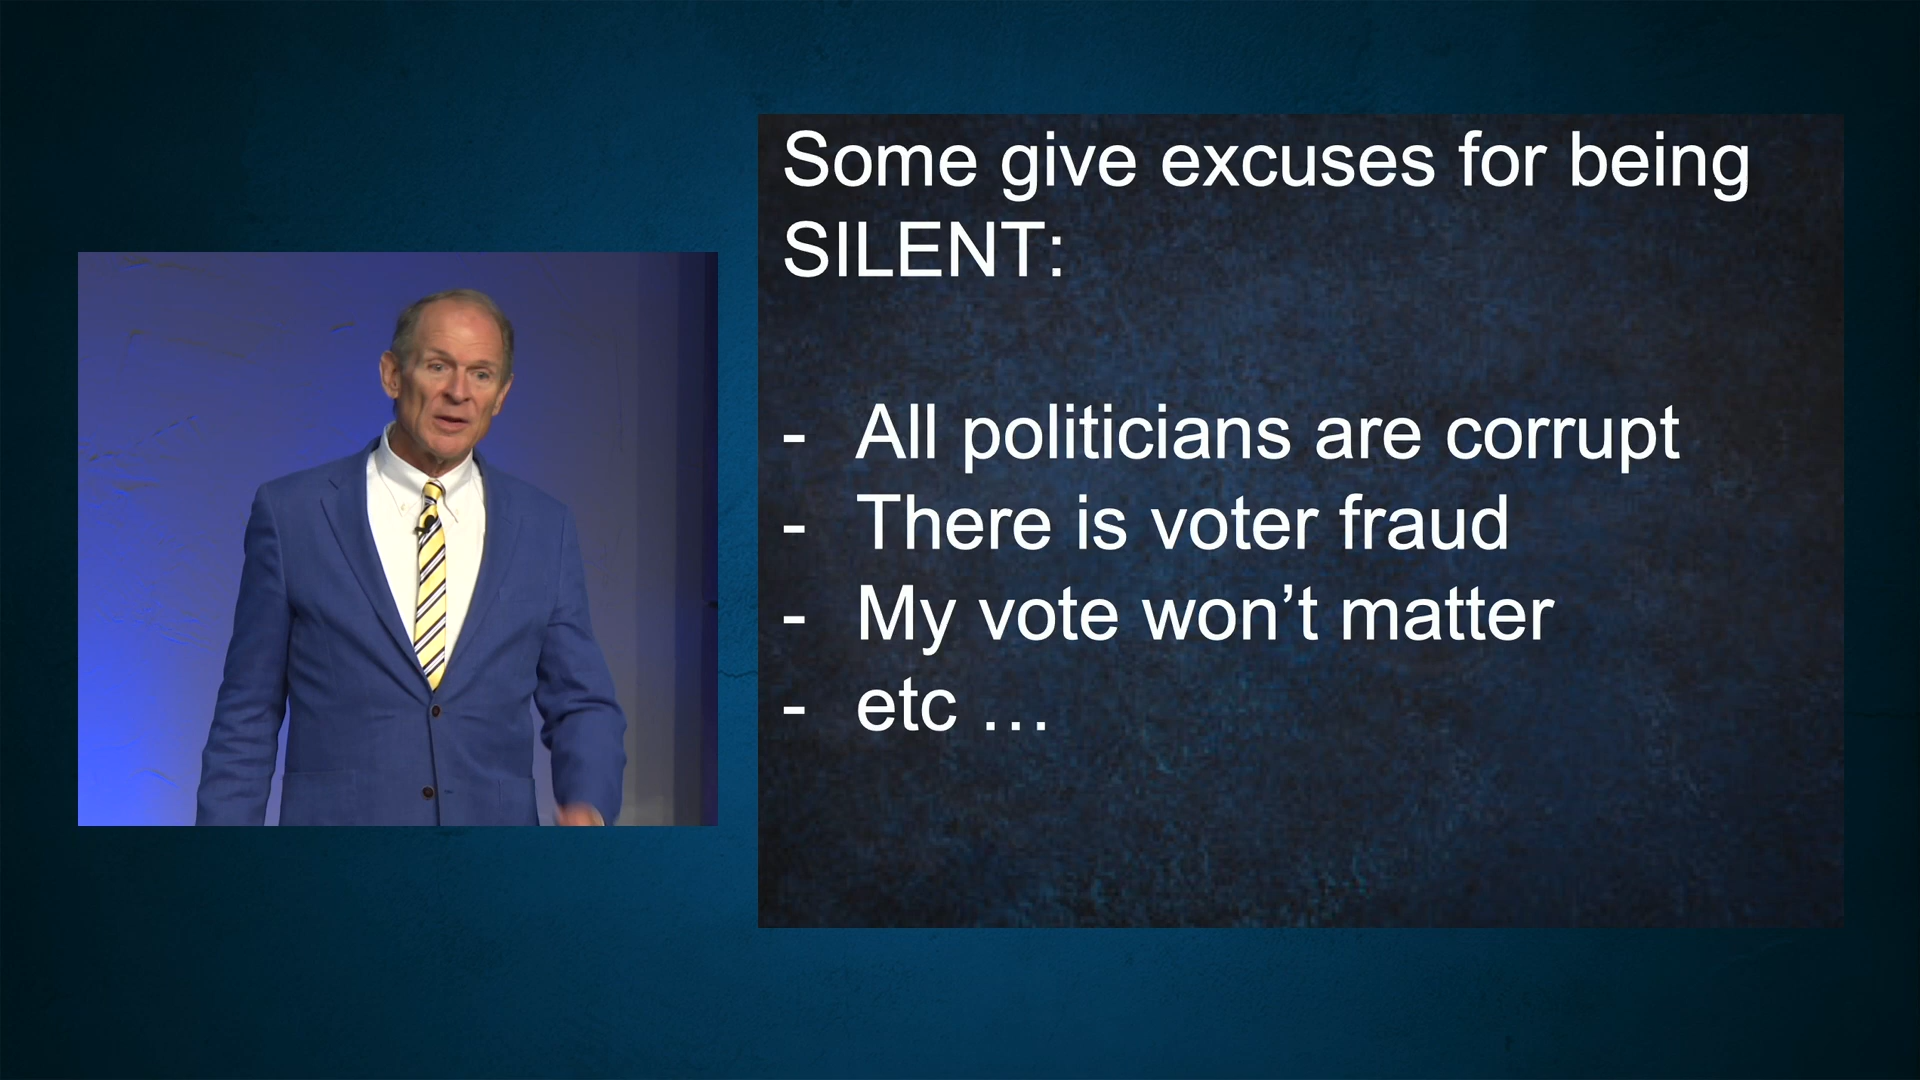 Some give excuses for being
SILENT:
- All politicians are corrupt
- There is voter fraud
- My vote won’t matter
- etc …